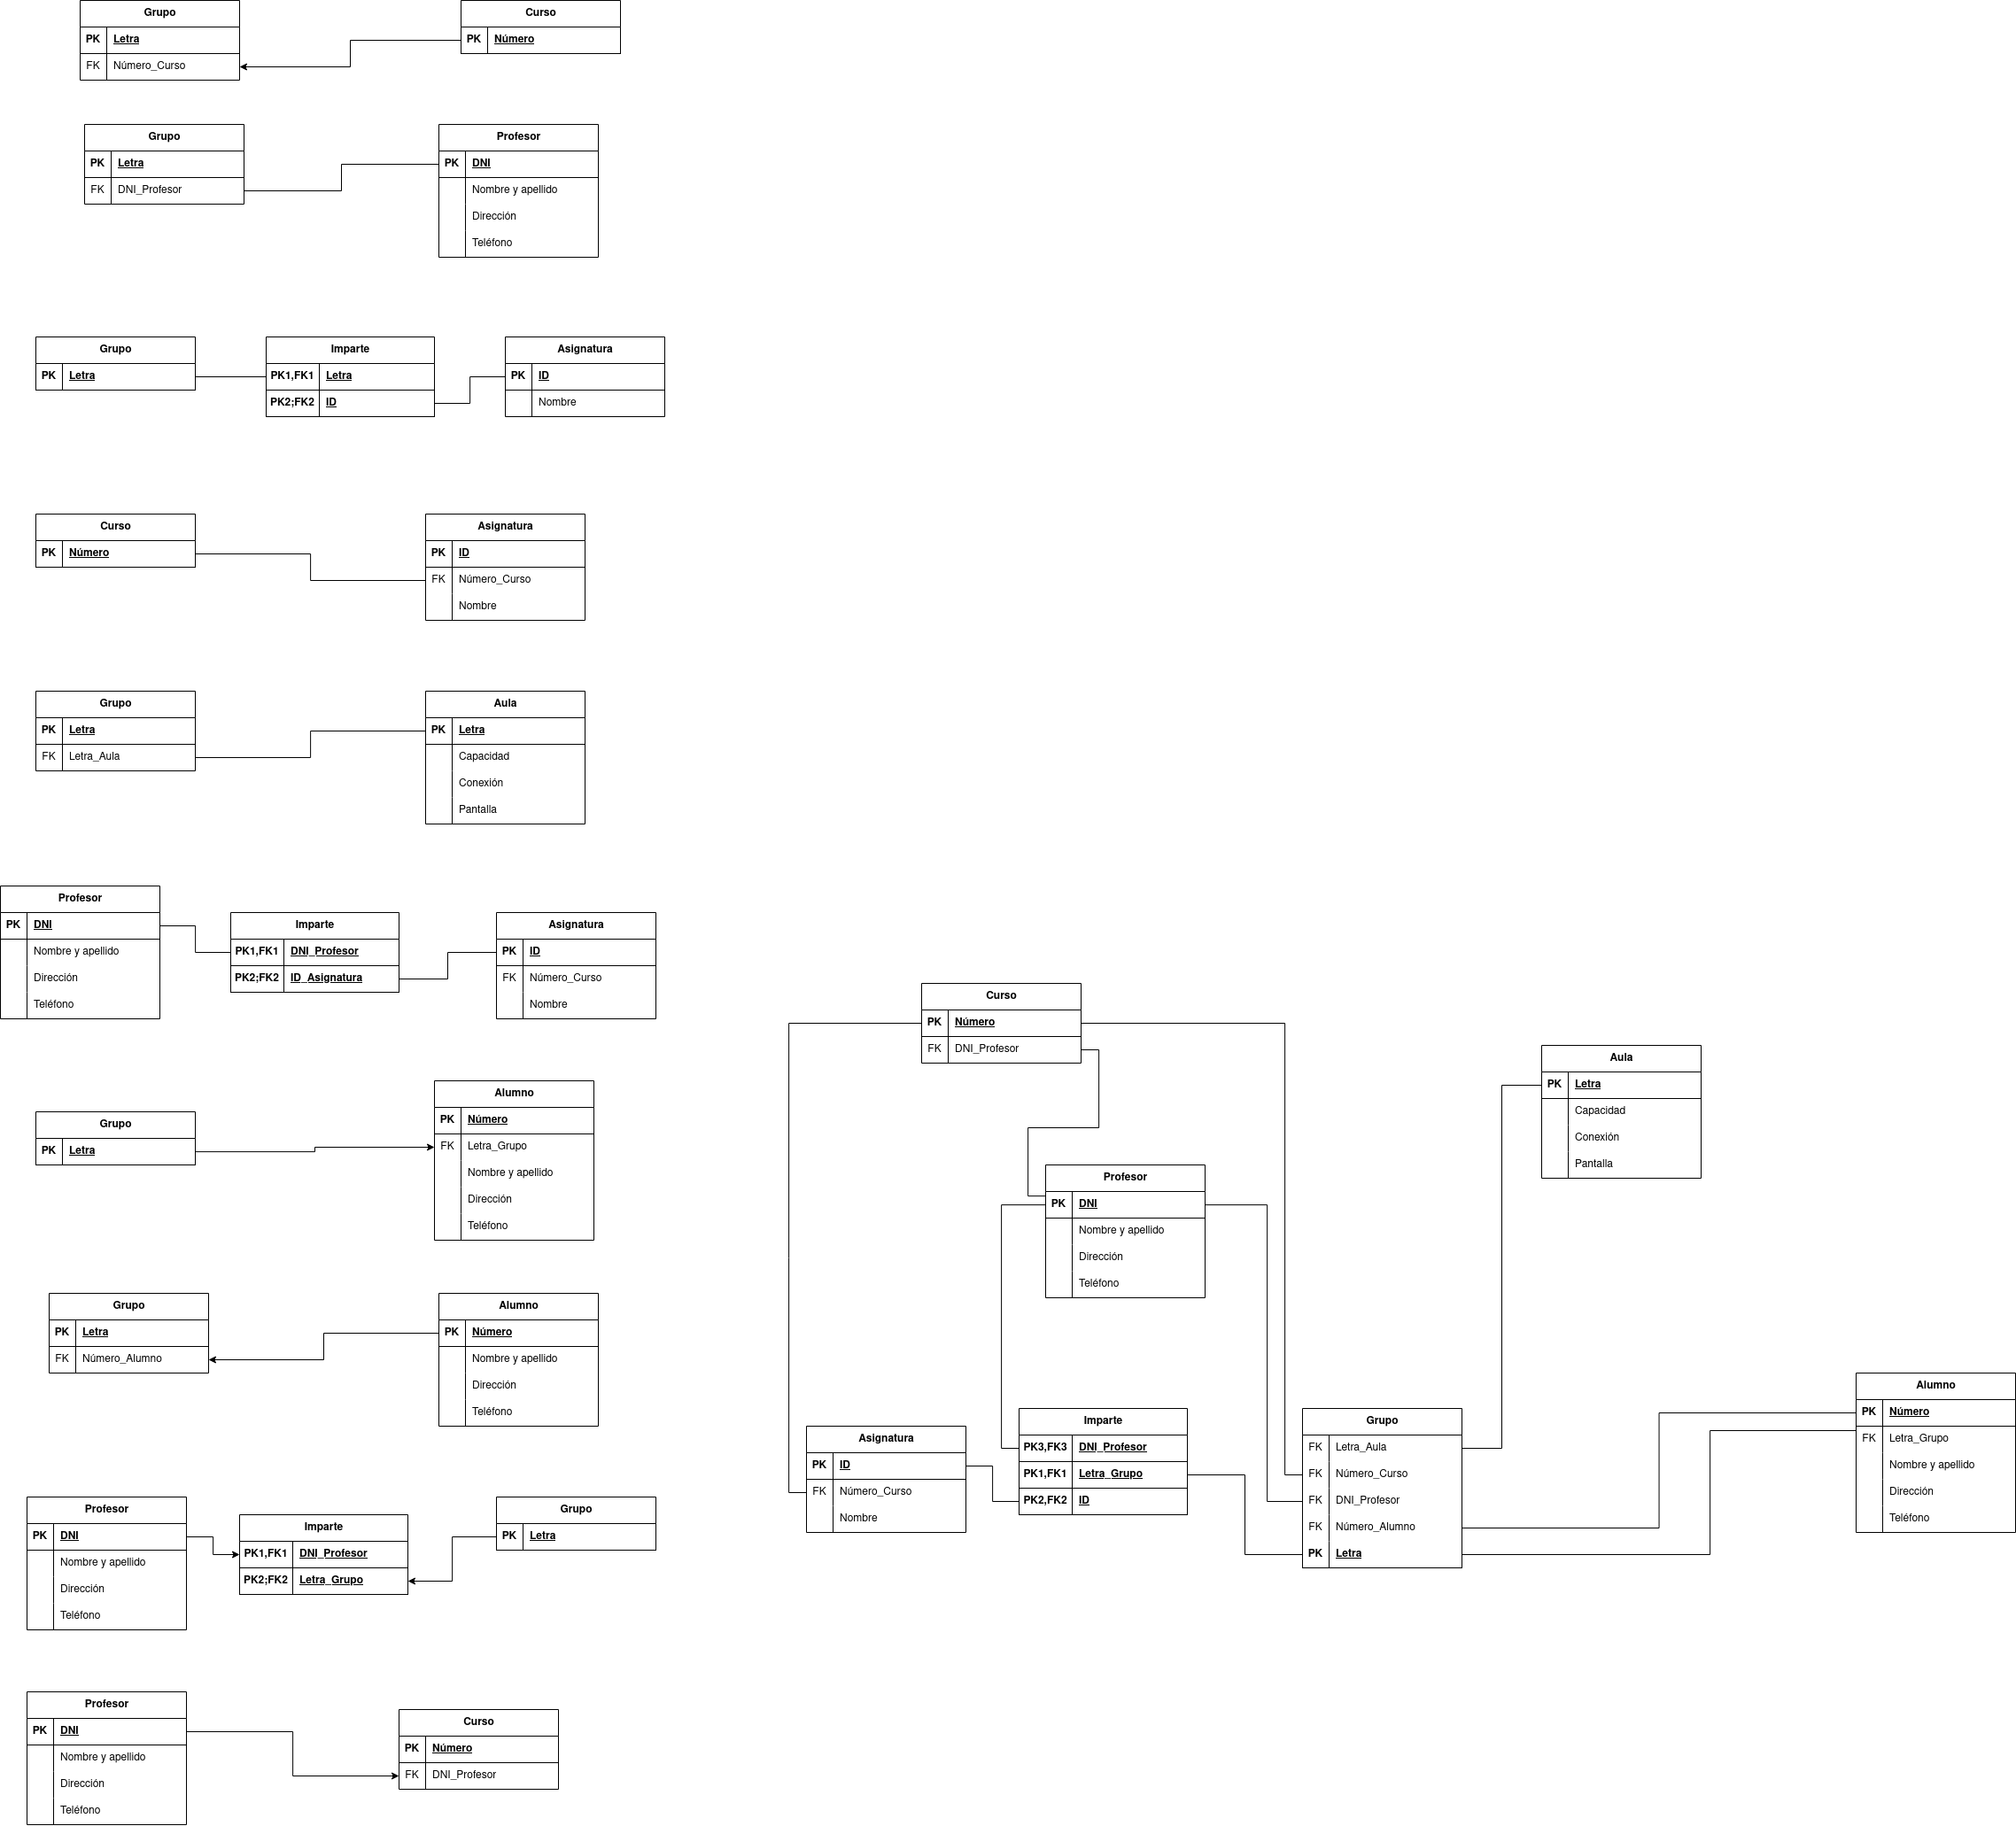 Grupo
PK Letra
FK Número_Curso
Curso
PK Número
Grupo
PK Letra
FK DNI_Profesor
Profesor
PK DNI
Nombre y apellido
Dirección
Teléfono
Grupo
PK Letra
Imparte
PK1,FK1 Letra
PK2;FK2 ID
Asignatura
PK ID
Nombre
Curso
PK Número
Asignatura
PK ID
FK Número_Curso
Nombre
Grupo
PK Letra
FK Letra_Aula
Aula
PK Letra
Capacidad
Conexión
Pantalla
Profesor
PK DNI
Nombre y apellido
Dirección
Teléfono
Imparte
PK1,FK1 DNI_Profesor
PK2;FK2 ID_Asignatura
Asignatura
PK ID
FK Número_Curso
Nombre
Grupo
PK Letra
Alumno
PK Número
FK Letra_Grupo
Nombre y apellido
Dirección
Teléfono
Grupo
PK Letra
FK Número_Alumno
Alumno
PK Número
Nombre y apellido
Dirección
Teléfono
Profesor
PK DNI
Nombre y apellido
Dirección
Teléfono
Imparte
PK1,FK1 DNI_Profesor
PK2;FK2 Letra_Grupo
Grupo
PK Letra
Profesor
PK DNI
Nombre y apellido
Dirección
Teléfono
Curso
PK Número
FK DNI_Profesor
Curso
PK Número
FK DNI_Profesor
Aula
PK Letra
Capacidad
Conexión
Pantalla
Profesor
PK DNI
Nombre y apellido
Dirección
Teléfono
Asignatura
PK ID
FK Número_Curso
Nombre
Imparte
PK3,FK3 DNI_Profesor
PK1,FK1 Letra_Grupo
PK2,FK2 ID
Grupo
FK Letra_Aula
FK Número_Curso
FK DNI_Profesor
FK Número_Alumno
PK Letra
Alumno
PK Número
FK Letra_Grupo
Nombre y apellido
Dirección
Teléfono